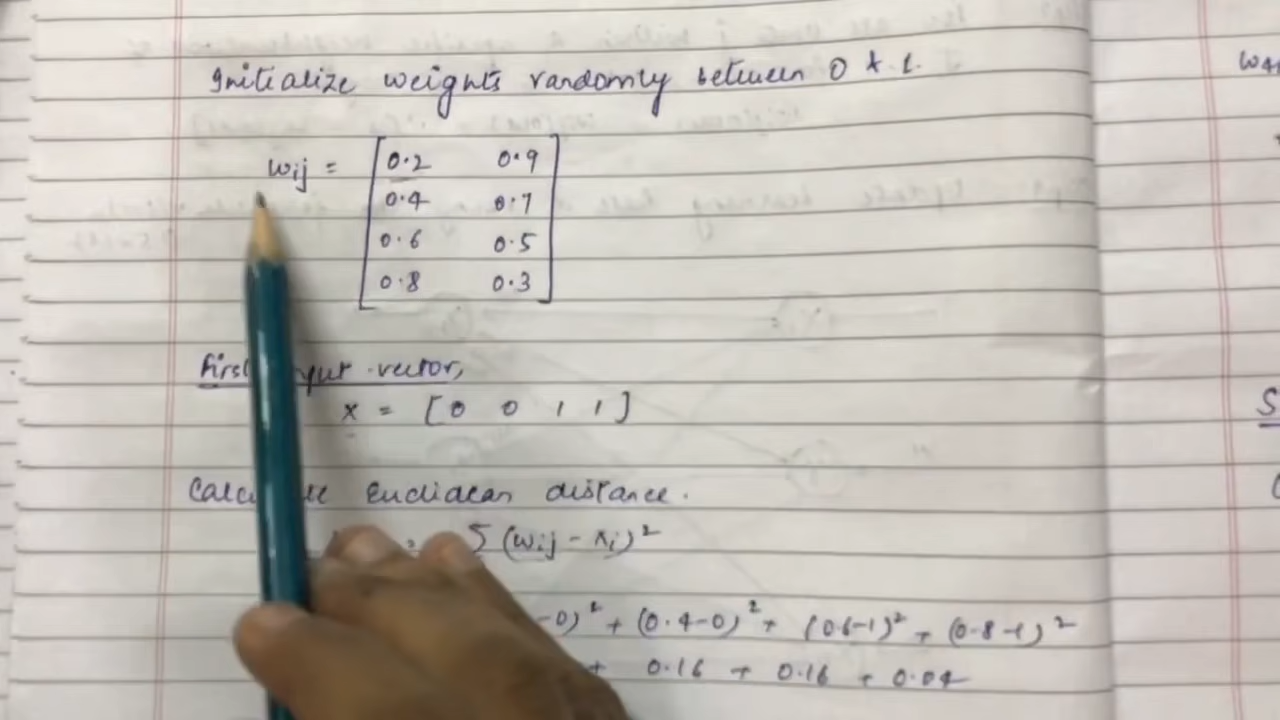 Initialize weights randomly between 0 & 1.
wij = [ 0.2 0.9
0.4 0.7
0.6 0.5
0.8 0.3 ]
First input vector,
x = [0 0 1 1]
Calculate Euclidean distance.
= Σ (wij - xi)²
-0)² + (0.4-0)² + (0.6-1)² + (0.8-1)²
+ 0.16 + 0.16 + 0.04
S